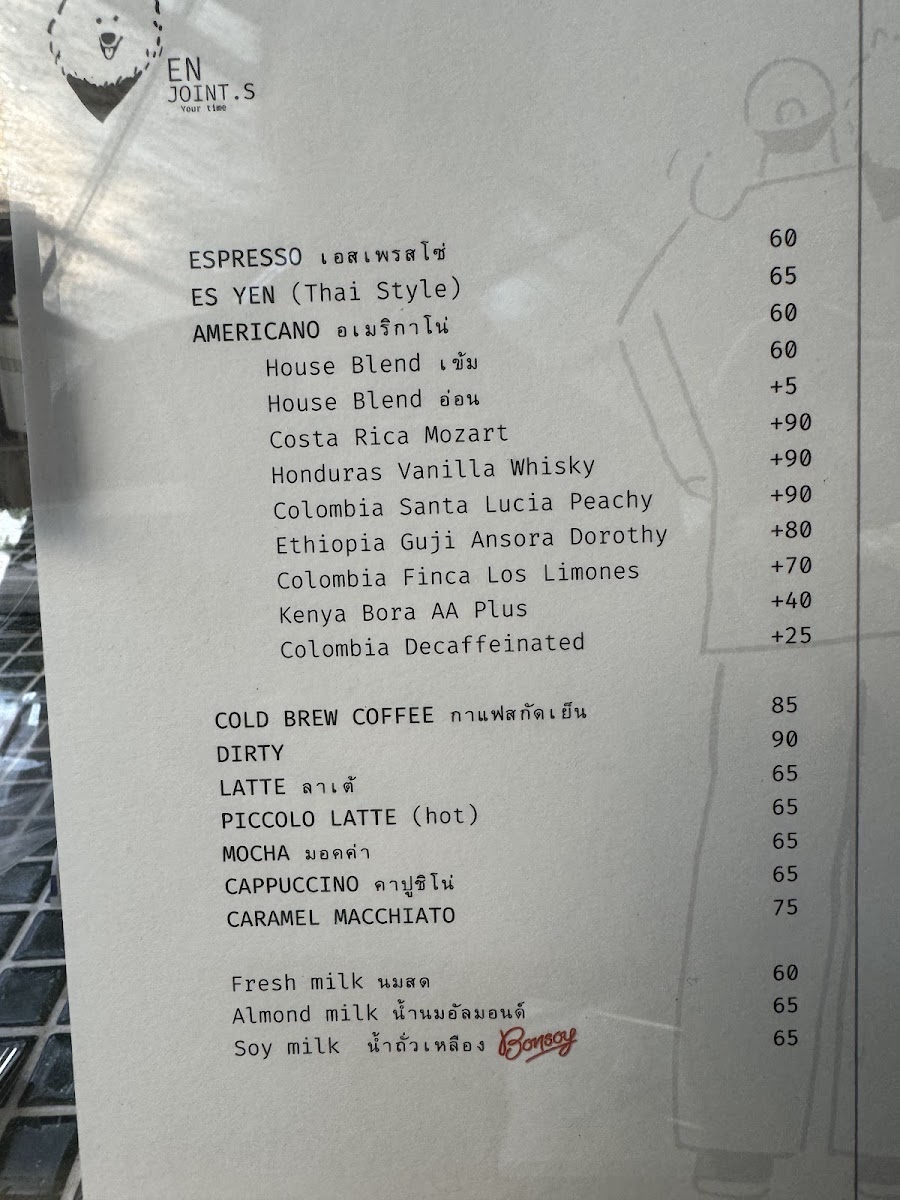 EN
JOINT.S
Your time
ESPRESSO เอสเพรสโซ่ 60
ES YEN (Thai Style) 65
AMERICANO อเมริกาโน่ 60
House Blend เข้ม 60
House Blend อ่อน +5
Costa Rica Mozart +90
Honduras Vanilla Whisky +90
Colombia Santa Lucia Peachy +90
Ethiopia Guji Ansora Dorothy +80
Colombia Finca Los Limones +70
Kenya Bora AA Plus +40
Colombia Decaffeinated +25
COLD BREW COFFEE กาแฟสกัดเย็น 85
DIRTY 90
LATTE ลาเต้ 65
PICCOLO LATTE (hot) 65
MOCHA มอคค่า 65
CAPPUCCINO คาปูชิโน่ 65
CARAMEL MACCHIATO 75
Fresh milk นมสด 60
Almond milk น้ำนมอัลมอนด์ 65
Soy milk น้ำถั่วเหลือง Bonsoy 65